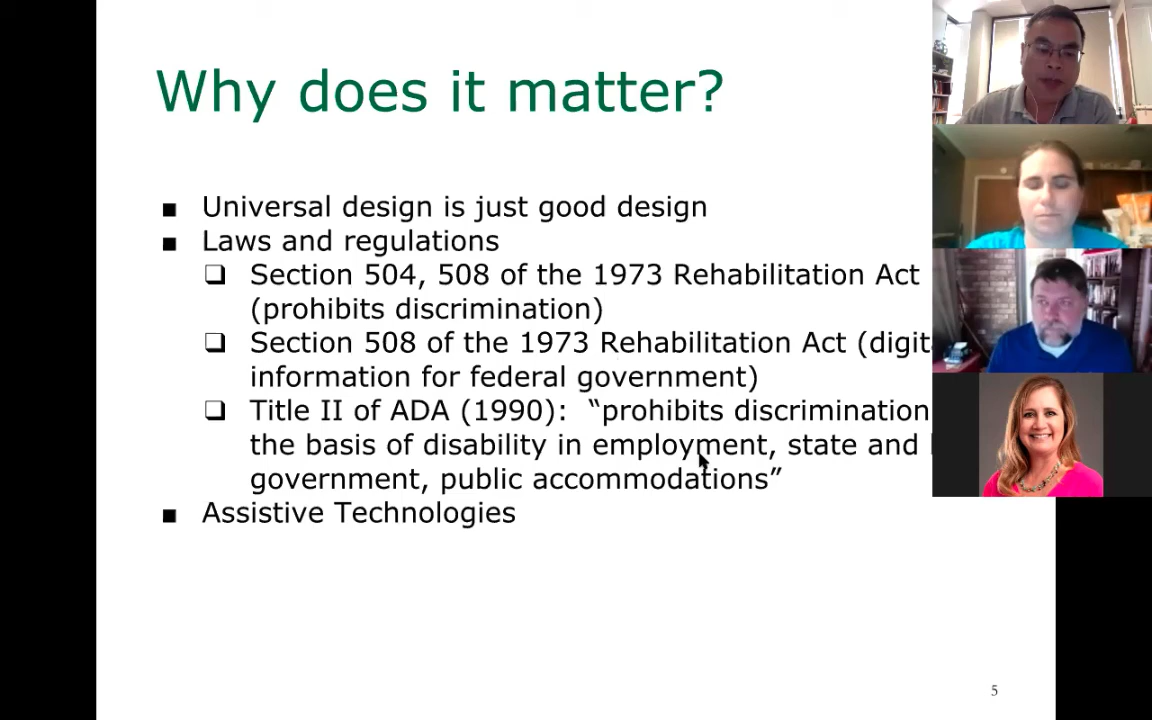 Why does it matter?
■ Universal design is just good design
■ Laws and regulations
❑ Section 504, 508 of the 1973 Rehabilitation Act
(prohibits discrimination)
❑ Section 508 of the 1973 Rehabilitation Act
information for federal government)
❑ Title II of ADA (1990): “prohibits discrimination
the basis of disability in employment, state and
government, public accommodations”
■ Assistive Technologies
5